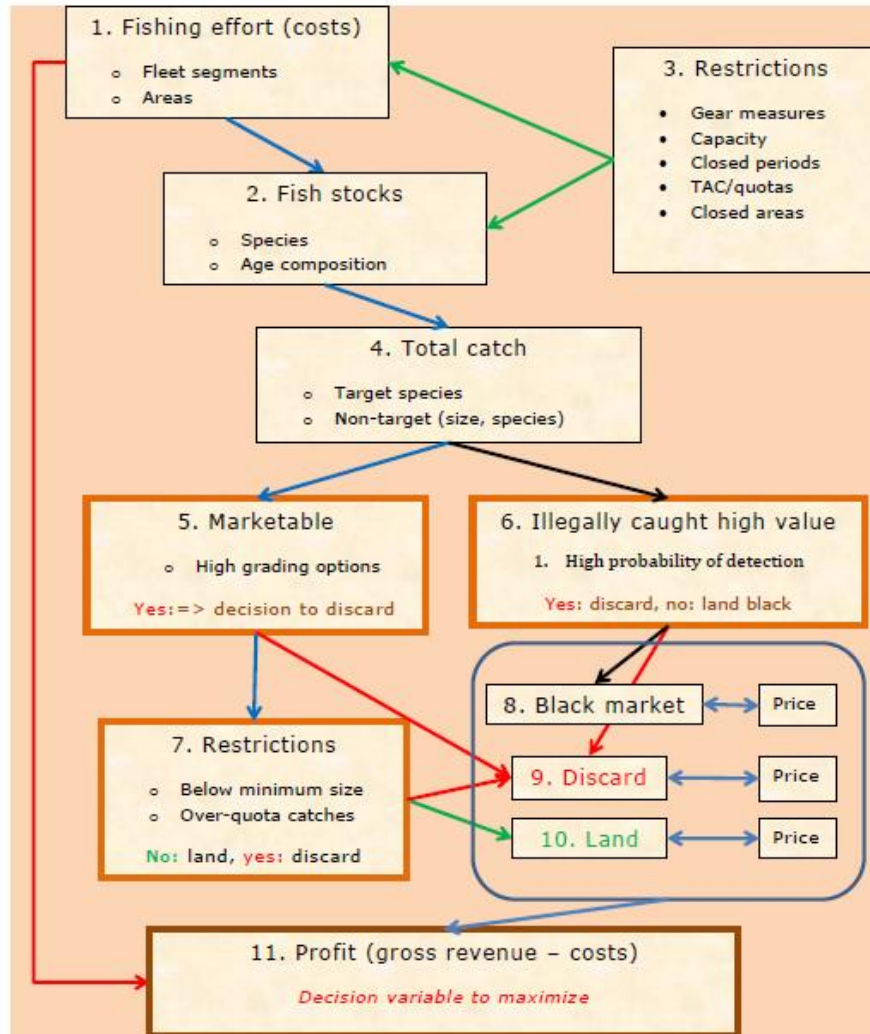 1. Fishing effort (costs)
o Fleet segments
o Areas
3. Restrictions
• Gear measures
• Capacity
• Closed periods
• TAC/quotas
• Closed areas
2. Fish stocks
o Species
o Age composition
4. Total catch
o Target species
o Non-target (size, species)
5. Marketable
o High grading options
Yes:=> decision to discard
6. Illegally caught high value
1. High probability of detection
Yes: discard, no: land black
7. Restrictions
o Below minimum size
o Over-quota catches
No: land, yes: discard
8. Black market
Price
9. Discard
Price
10. Land
Price
11. Profit (gross revenue – costs)
Decision variable to maximize